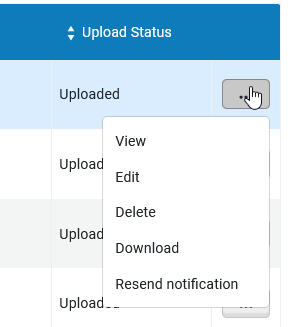 Upload Status
Uploaded
...
View
Upload
Edit
Delete
Upload
Download
Resend notification
Uploaded
...